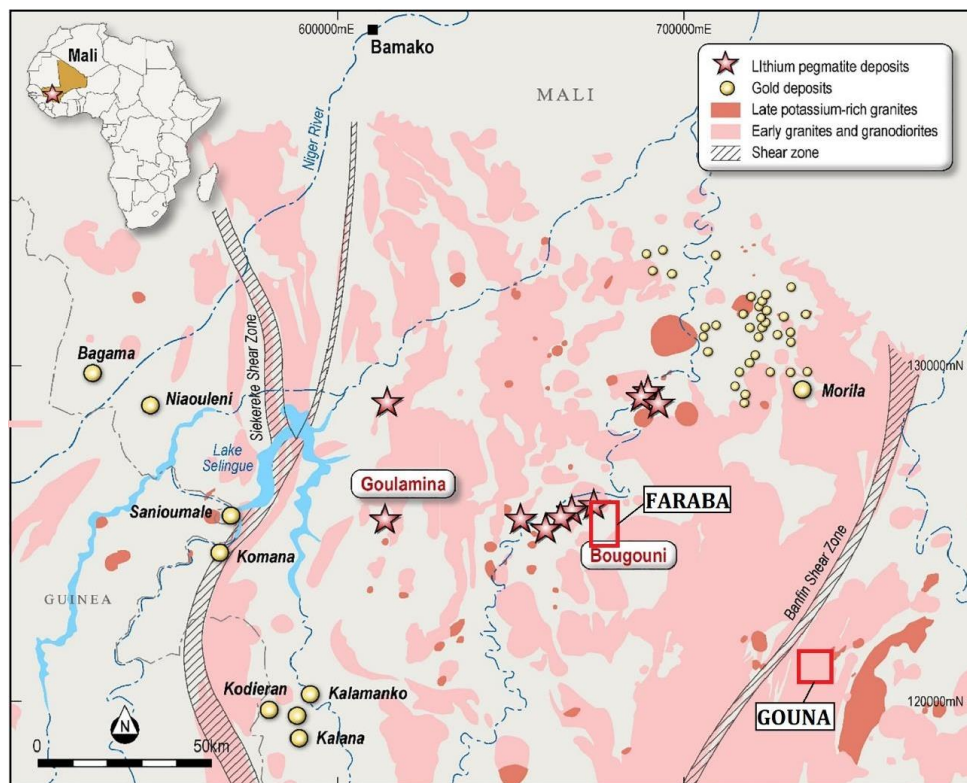 600000mE
700000mE
Mali
Bamako
MALI
LIthium pegmatite deposits
Gold deposits
Late potassium-rich granites
Early granites and granodiorites
Shear zone
Niger River
Siekereke Shear Zone
Bagama
Niaouleni
Lake
Selingue
Sanioumale
Komana
GUINEA
Goulamina
Morila
130000mN
FARABA
Bougouni
Banfin Shear Zone
Kodieran
Kalamanko
Kalana
GOUNA
120000mN
N
0
50km